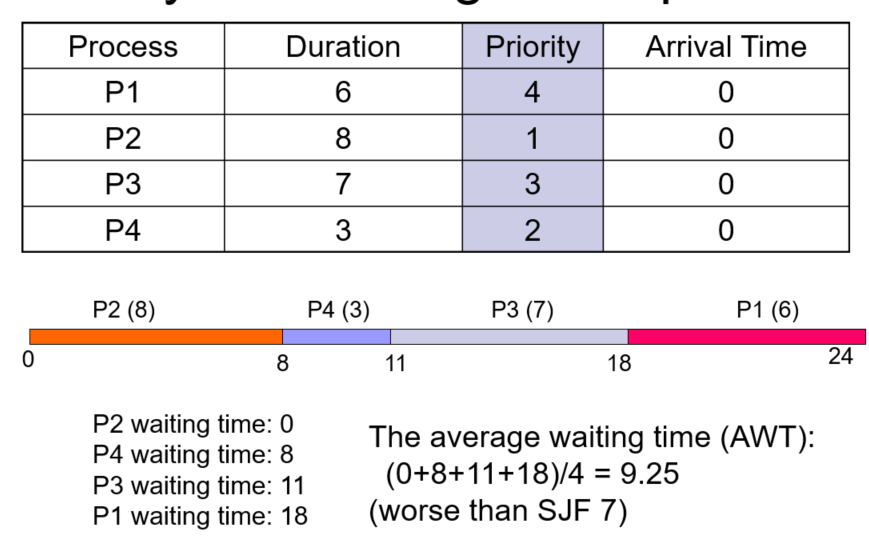 Process Duration Priority Arrival Time
P1 6 4 0
P2 8 1 0
P3 7 3 0
P4 3 2 0
P2 (8) P4 (3) P3 (7) P1 (6)
0 8 11 18 24
P2 waiting time: 0
P4 waiting time: 8
P3 waiting time: 11
P1 waiting time: 18
The average waiting time (AWT):
(0+8+11+18)/4 = 9.25
(worse than SJF 7)